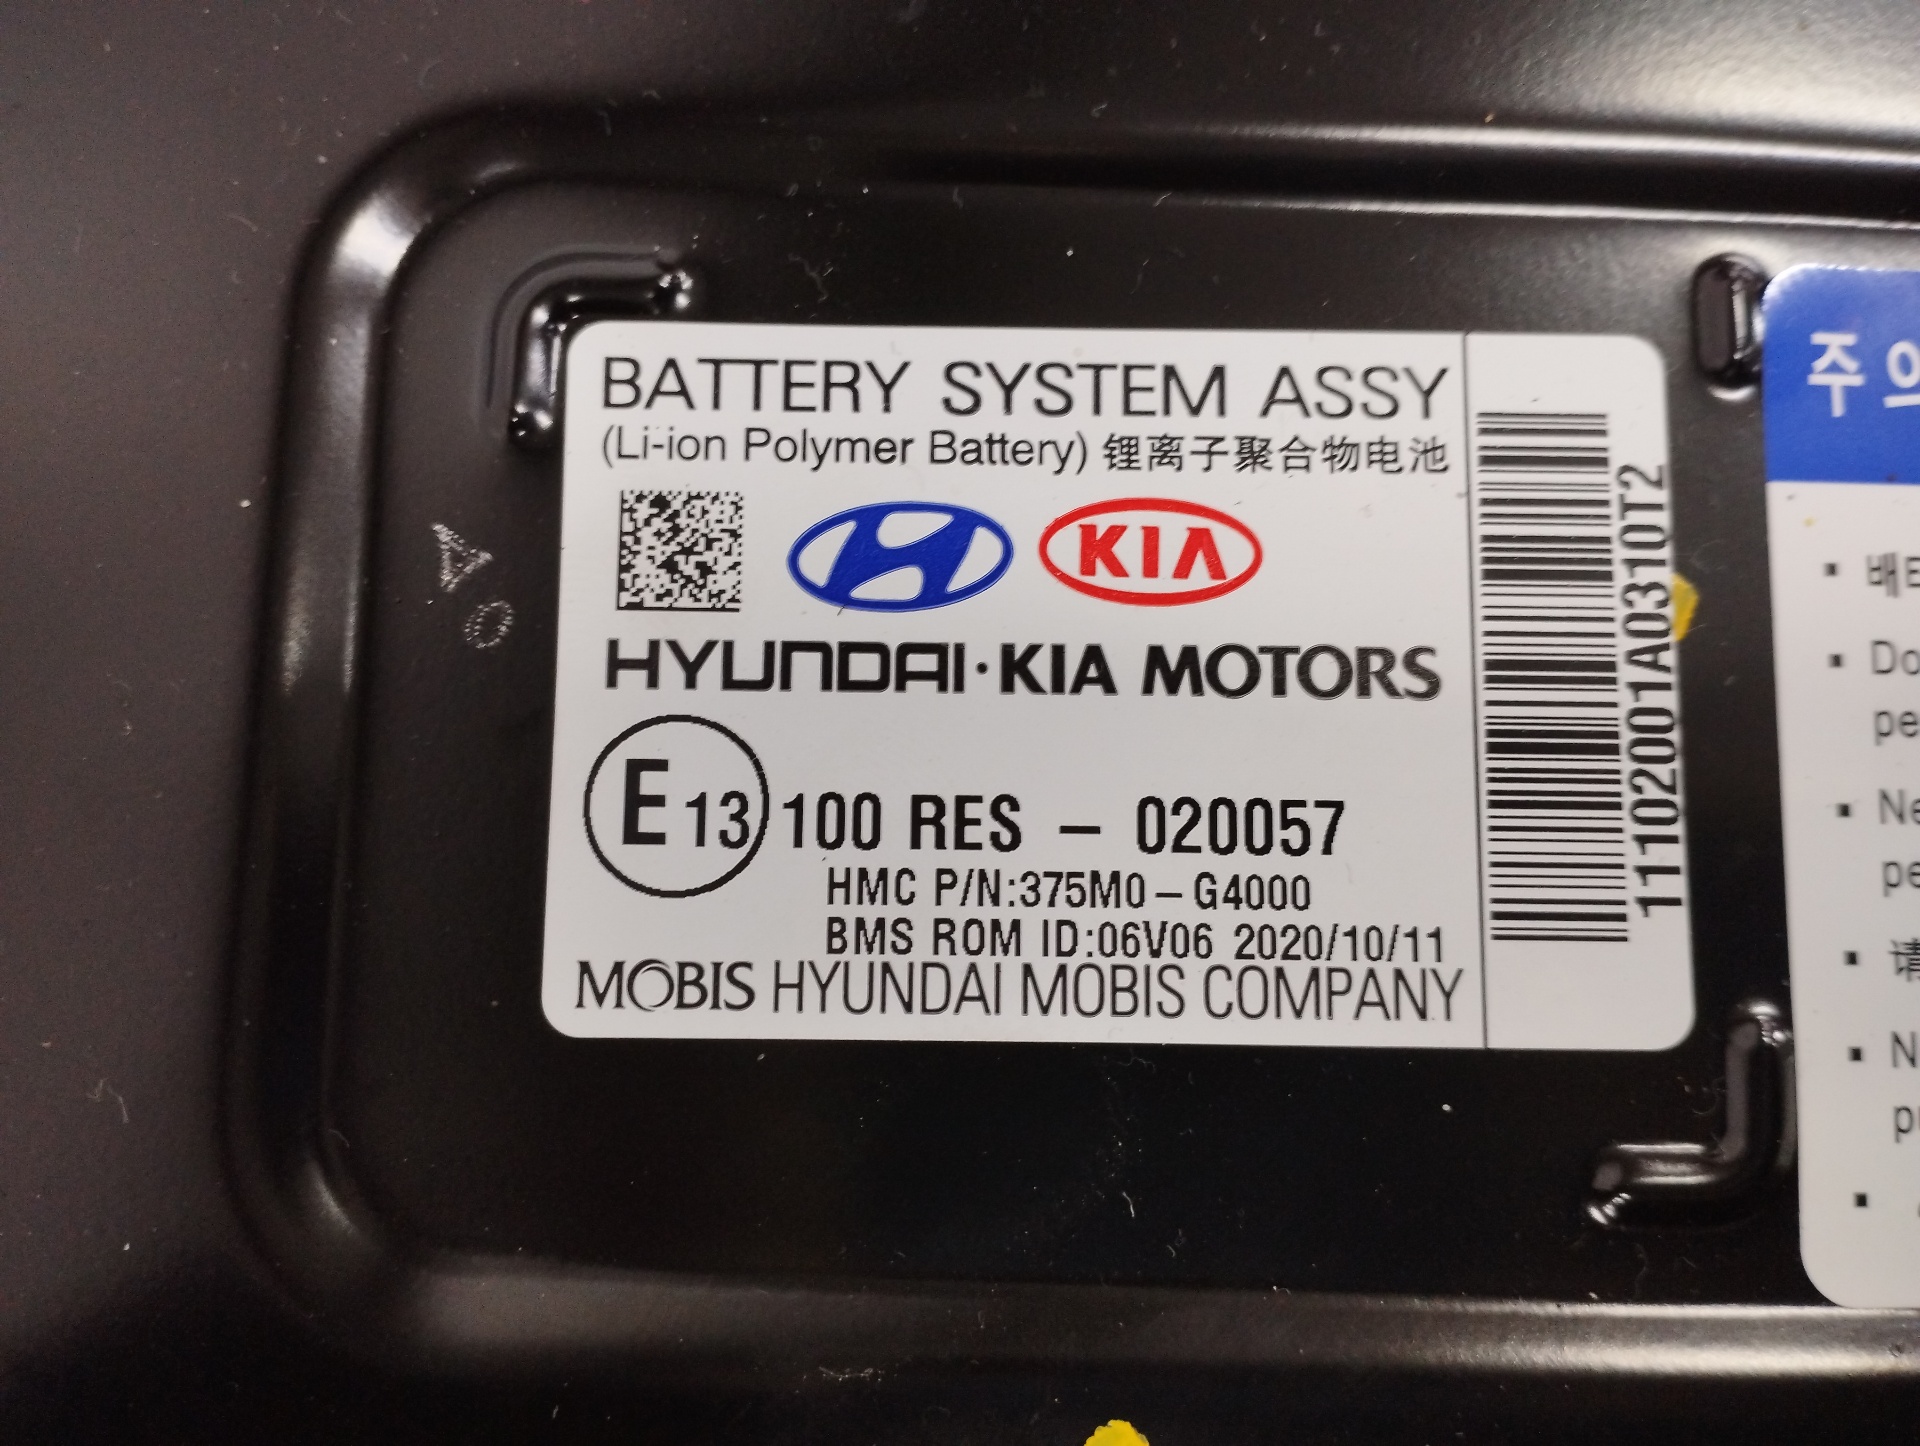 BATTERY SYSTEM ASSY
(Li-ion Polymer Battery) 锂离子聚合物电池
KIA
HYUNDAI·KIA MOTORS
E13 100 RES - 020057
HMC P/N:375M0-G4000
BMS ROM ID:06V06 2020/10/11
MOBIS HYUNDAI MOBIS COMPANY
1102001A0310T2
주
Do
pe
Ne
pe
请